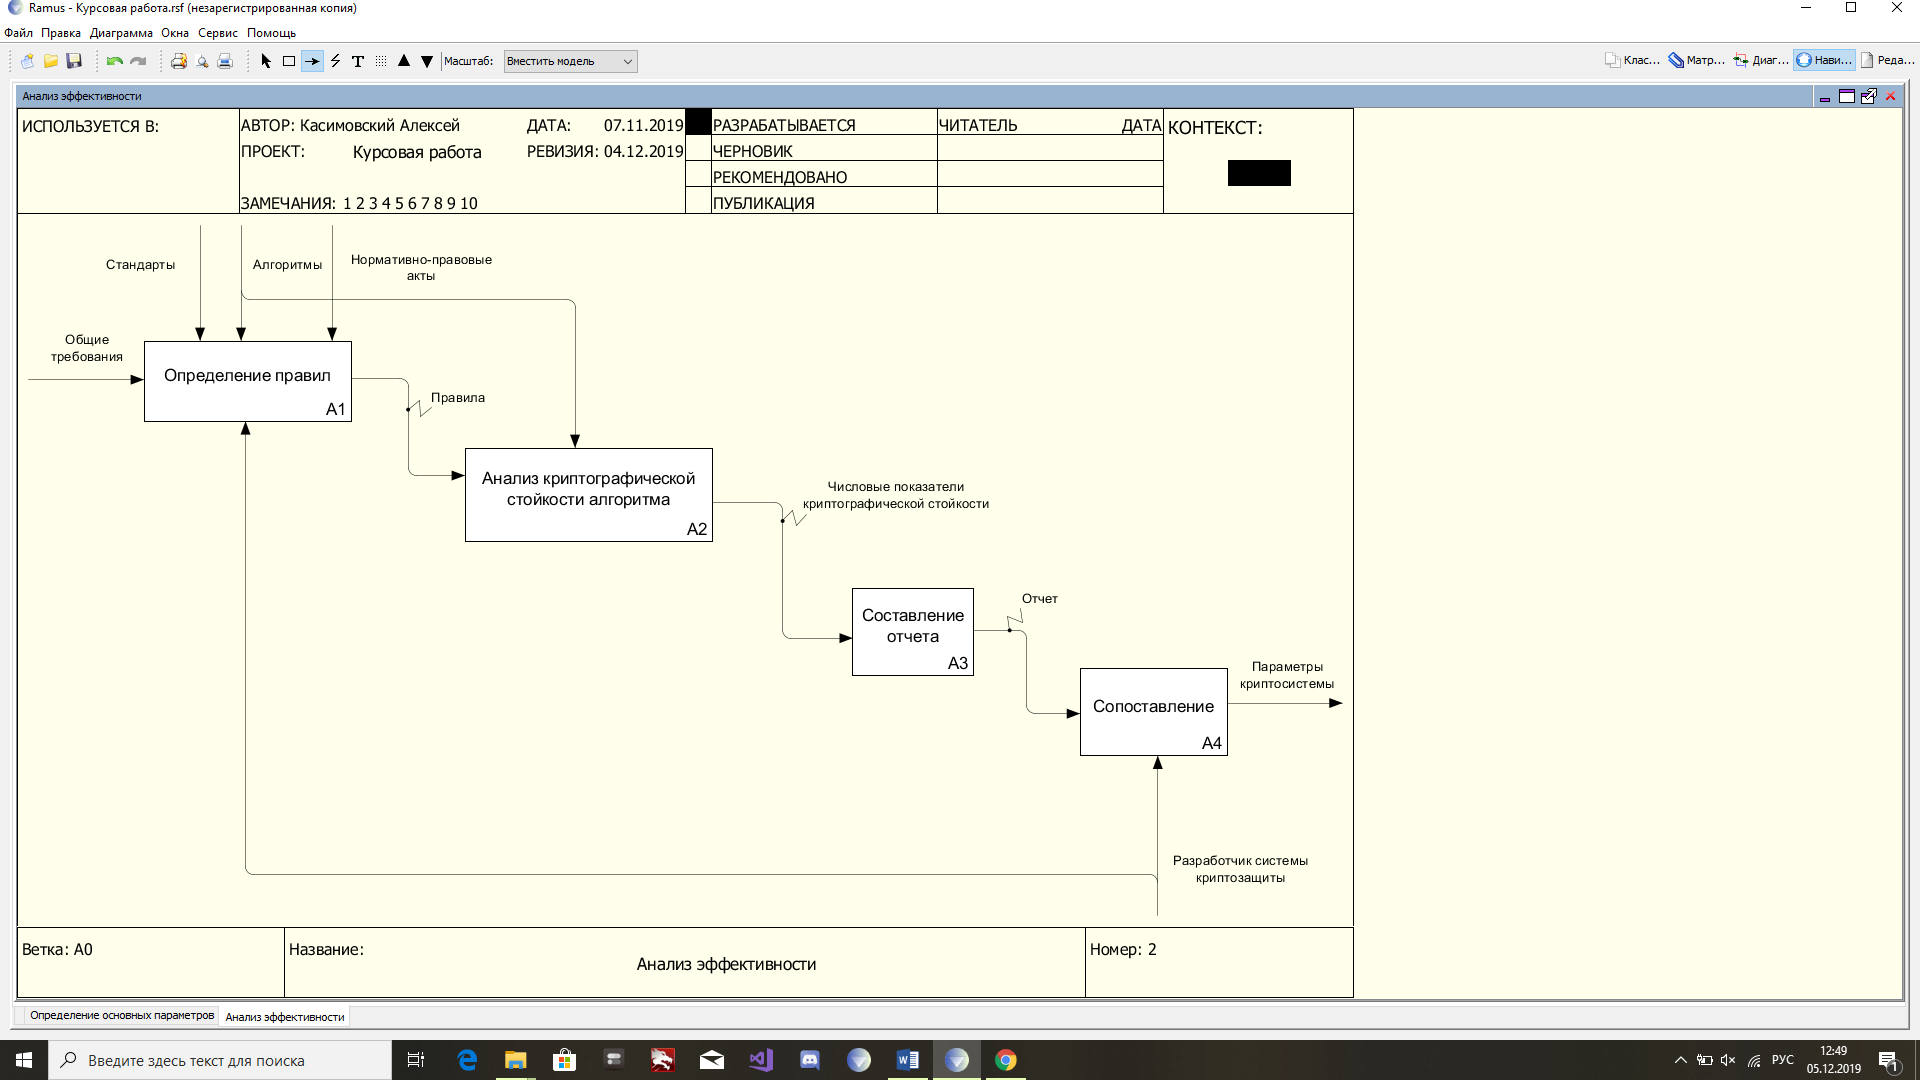 Ramus - Курсовая работа.rsf (незарегистрированная копия)
Файл Правка Диаграмма Окна Сервис Помощь
Масштаб: Вместить модель Клас... Матр... Диаг... Нави... Реда...
Анализ эффективности
ИСПОЛЬЗУЕТСЯ В: АВТОР: Касимовский Алексей ДАТА: 07.11.2019 РАЗРАБАТЫВАЕТСЯ ЧИТАТЕЛЬ ДАТА КОНТЕКСТ:
ПРОЕКТ: Курсовая работа РЕВИЗИЯ: 04.12.2019 ЧЕРНОВИК
РЕКОМЕНДОВАНО
ЗАМЕЧАНИЯ: 1 2 3 4 5 6 7 8 9 10 ПУБЛИКАЦИЯ
Стандарты
Алгоритмы
Нормативно-правовые
акты
Общие
требования
Определение правил
A1
Правила
Анализ криптографической
стойкости алгоритма
A2
Числовые показатели
криптографической стойкости
Составление
отчета
A3
Отчет
Сопоставление
A4
Параметры
криптосистемы
Разработчик системы
криптозащиты
Ветка: A0 Название: Номер: 2
Анализ эффективности
Определение основных параметров Анализ эффективности
Введите здесь текст для поиска
РУС
12:49
05.12.2019
1